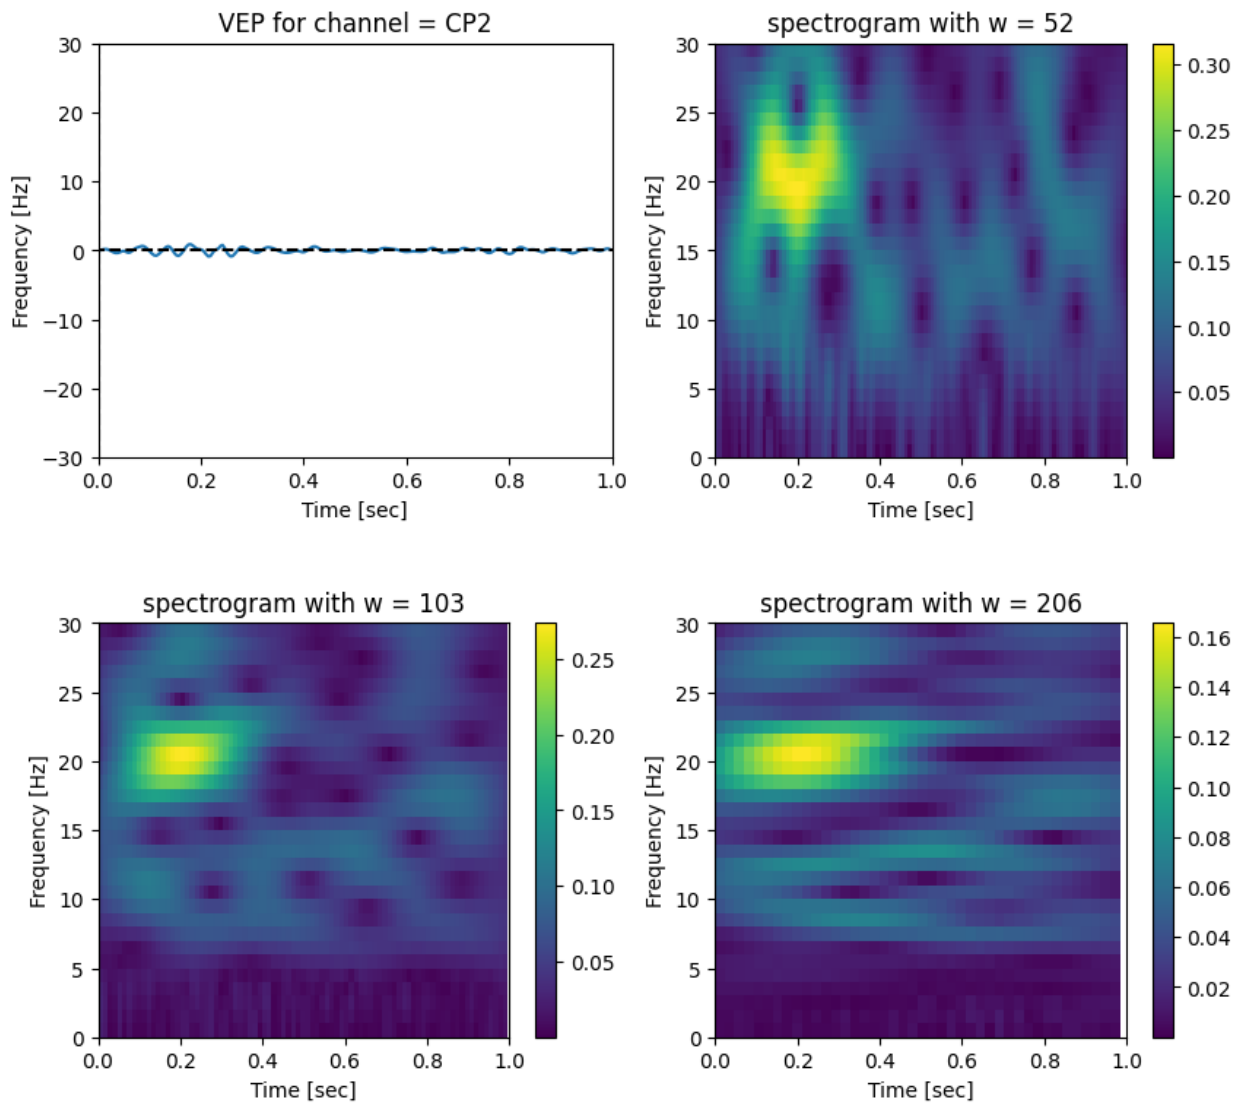 VEP for channel = CP2
30
20
10
0
−10
−20
−30
Frequency [Hz]
0.0 0.2 0.4 0.6 0.8 1.0
Time [sec]
spectrogram with w = 52
30
25
20
15
10
5
0
Frequency [Hz]
0.0 0.2 0.4 0.6 0.8 1.0
Time [sec]
0.30
0.25
0.20
0.15
0.10
0.05
spectrogram with w = 103
30
25
20
15
10
5
0
Frequency [Hz]
0.0 0.2 0.4 0.6 0.8 1.0
Time [sec]
0.25
0.20
0.15
0.10
0.05
spectrogram with w = 206
30
25
20
15
10
5
0
Frequency [Hz]
0.0 0.2 0.4 0.6 0.8 1.0
Time [sec]
0.16
0.14
0.12
0.10
0.08
0.06
0.04
0.02